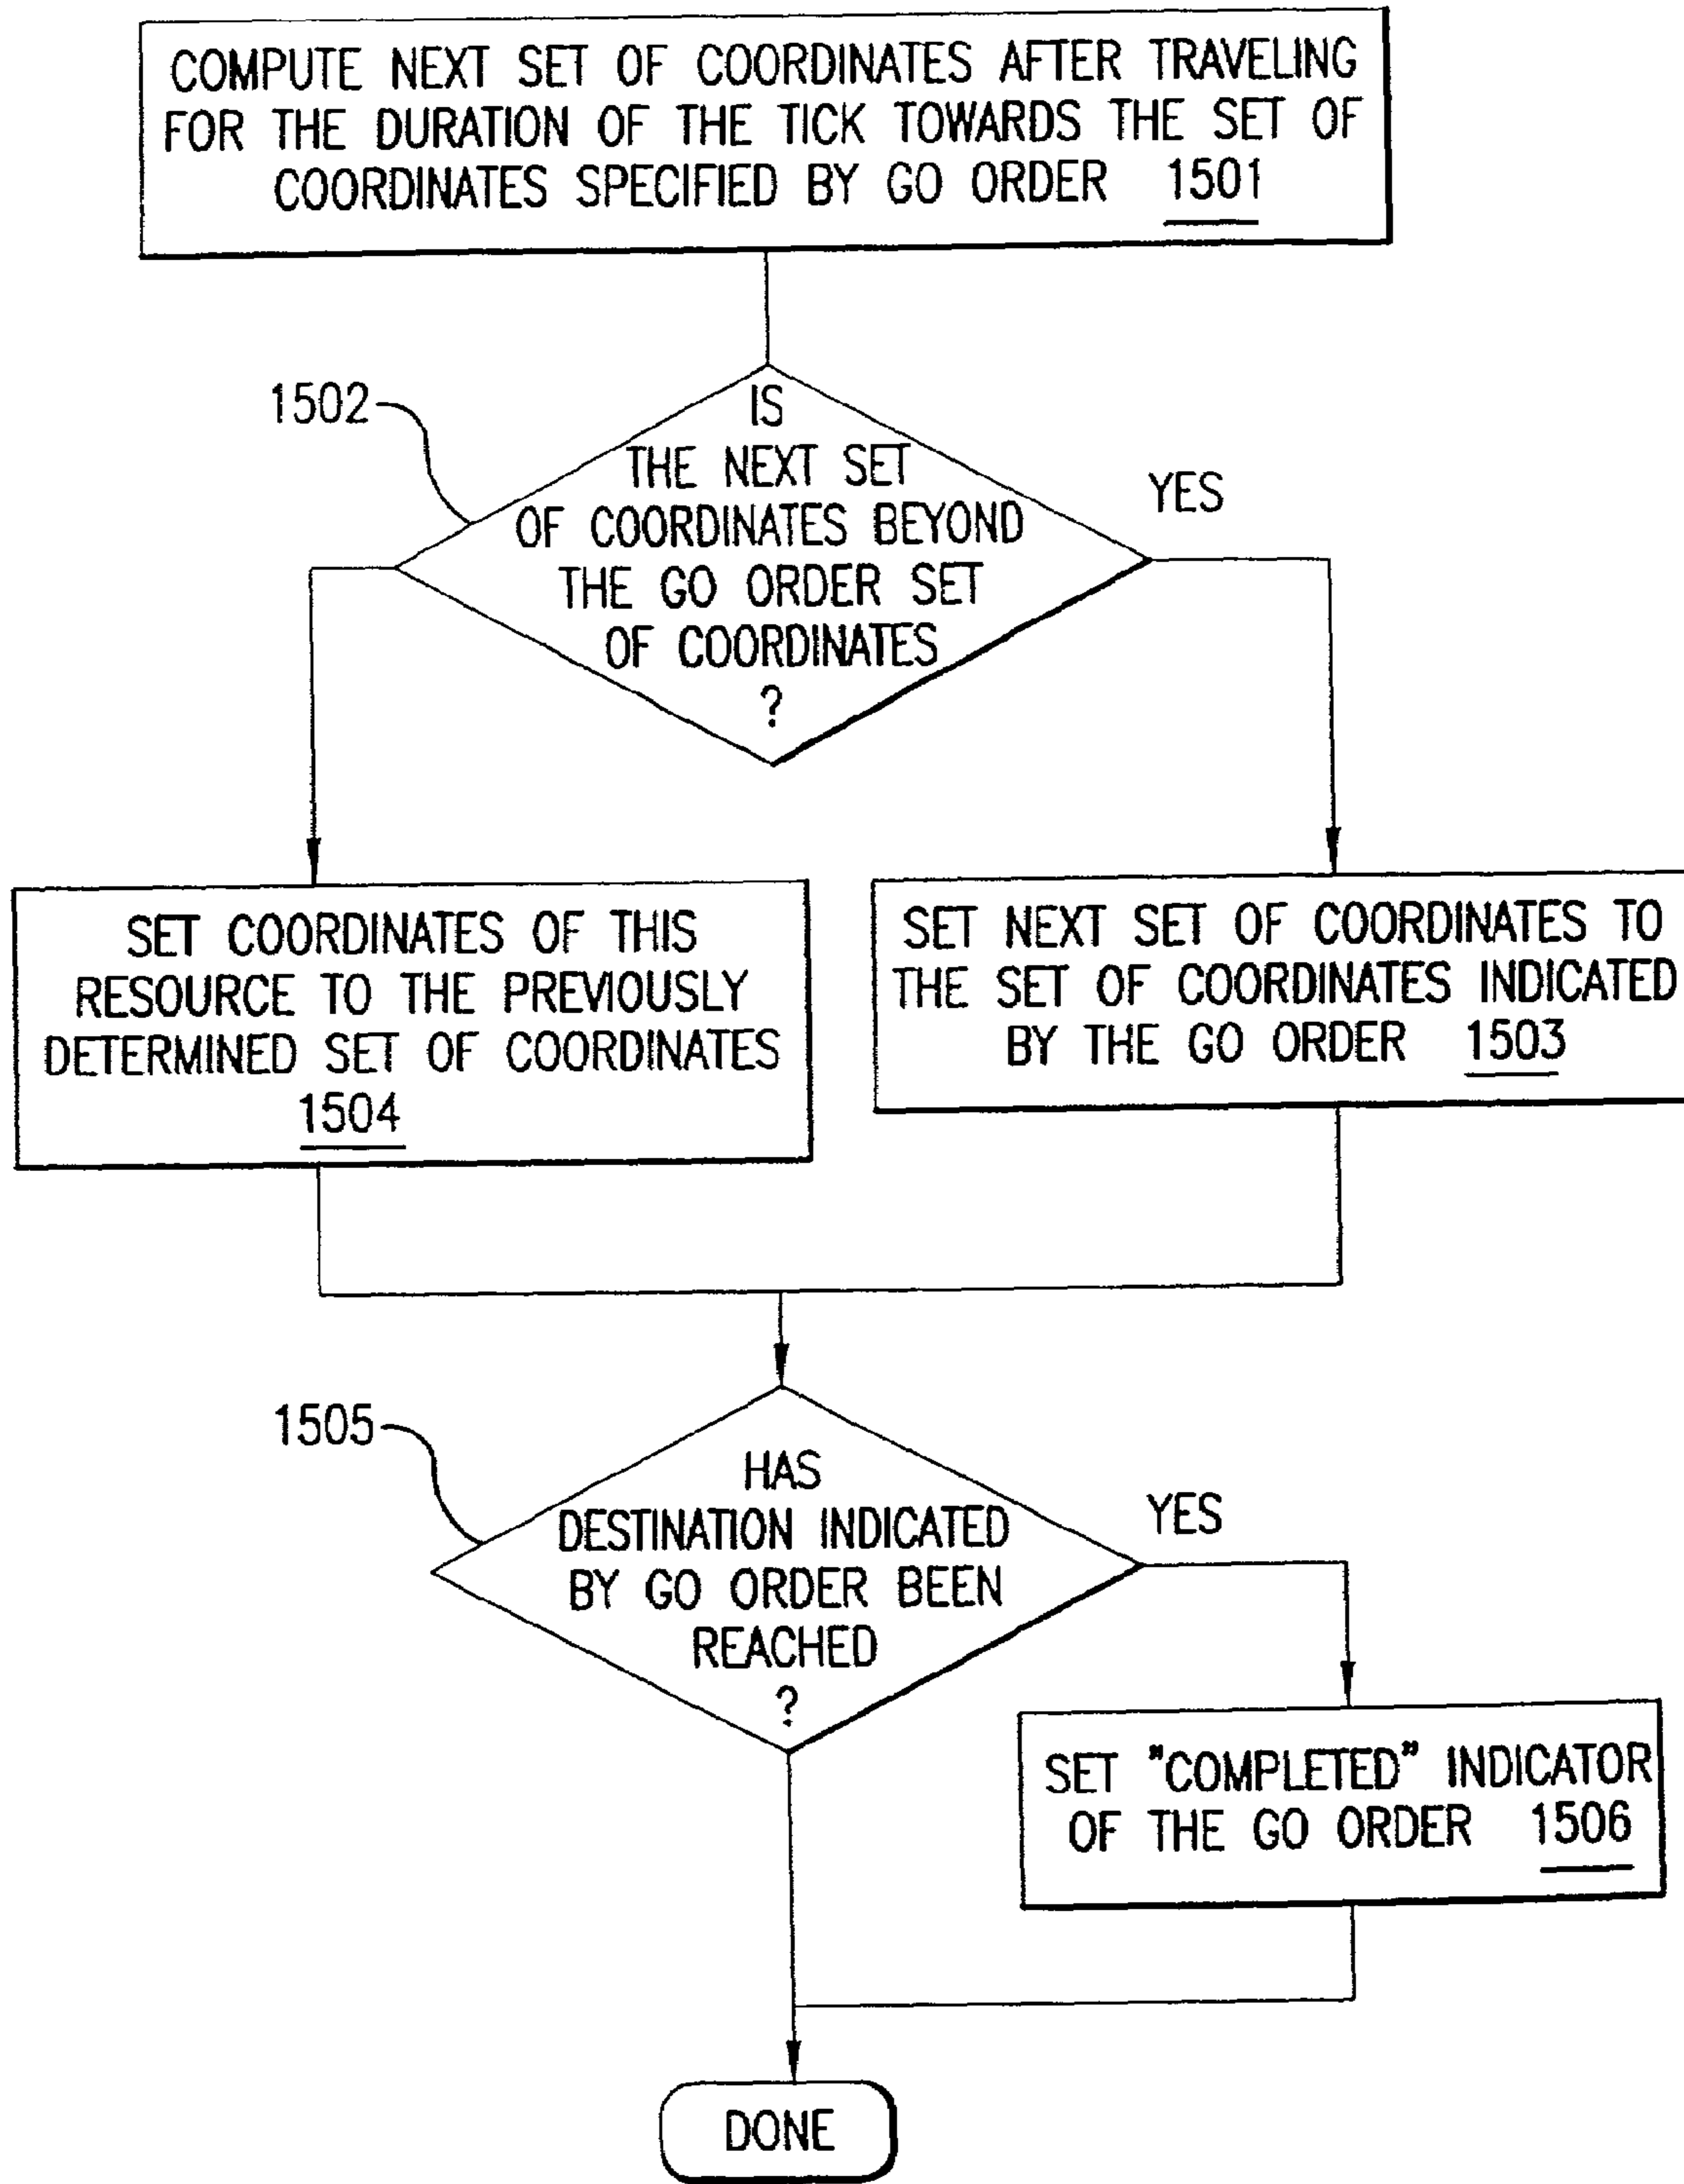 COMPUTE NEXT SET OF COORDINATES AFTER TRAVELING
FOR THE DURATION OF THE TICK TOWARDS THE SET OF
COORDINATES SPECIFIED BY GO ORDER 1501
1502
IS
THE NEXT SET
OF COORDINATES BEYOND
THE GO ORDER SET
OF COORDINATES
?
YES
SET COORDINATES OF THIS
RESOURCE TO THE PREVIOUSLY
DETERMINED SET OF COORDINATES
1504
SET NEXT SET OF COORDINATES TO
THE SET OF COORDINATES INDICATED
BY THE GO ORDER 1503
1505
HAS
DESTINATION INDICATED
BY GO ORDER BEEN
REACHED
?
YES
SET "COMPLETED" INDICATOR
OF THE GO ORDER 1506
DONE